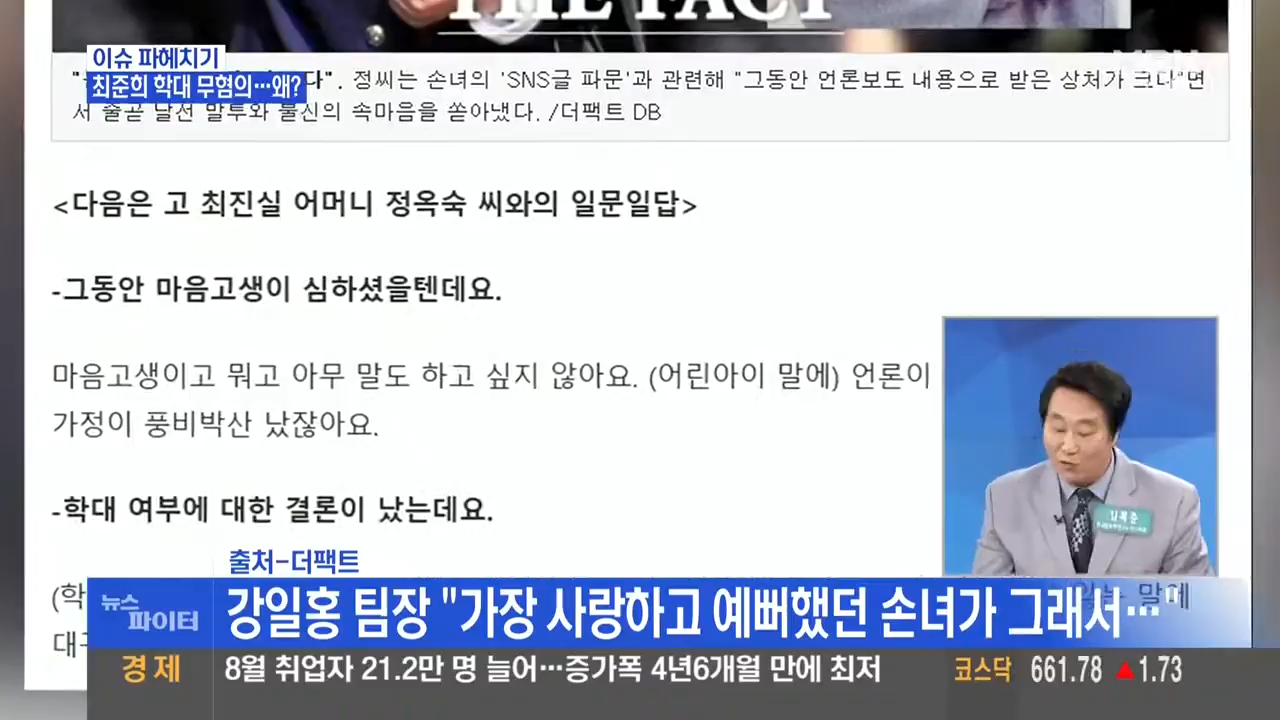 THE FACT
MBN
이슈 파헤치기
최준희 학대 무혐의…왜?
다". 정씨는 손녀의 'SNS글 파문'과 관련해 "그동안 언론보도 내용으로 받은 상처가 크다"면
서 줄곧 날선 말투와 불신의 속마음을 쏟아냈다. /더팩트 DB
<다음은 고 최진실 어머니 정옥숙 씨와의 일문일답>
-그동안 마음고생이 심하셨을텐데요.
마음고생이고 뭐고 아무 말도 하고 싶지 않아요. (어린아이 말에) 언론이
가정이 풍비박산 났잖아요.
-학대 여부에 대한 결론이 났는데요.
출처-더팩트
(학
말에
대
뉴스
파이터
강일홍 팀장 "가장 사랑하고 예뻐했던 손녀가 그래서…"
경제
8월 취업자 21.2만 명 늘어…증가폭 4년6개월 만에 최저
코스닥 661.78 ▲1.73